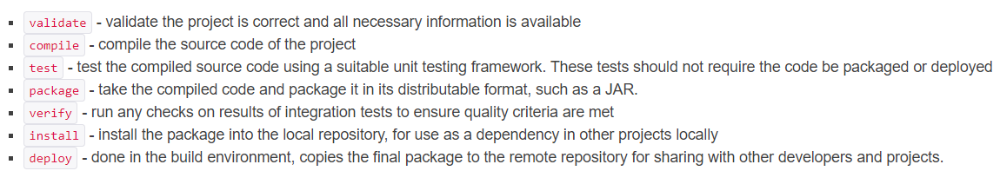 ▪ validate - validate the project is correct and all necessary information is available
▪ compile - compile the source code of the project
▪ test - test the compiled source code using a suitable unit testing framework. These tests should not require the code be packaged or deployed
▪ package - take the compiled code and package it in its distributable format, such as a JAR.
▪ verify - run any checks on results of integration tests to ensure quality criteria are met
▪ install - install the package into the local repository, for use as a dependency in other projects locally
▪ deploy - done in the build environment, copies the final package to the remote repository for sharing with other developers and projects.